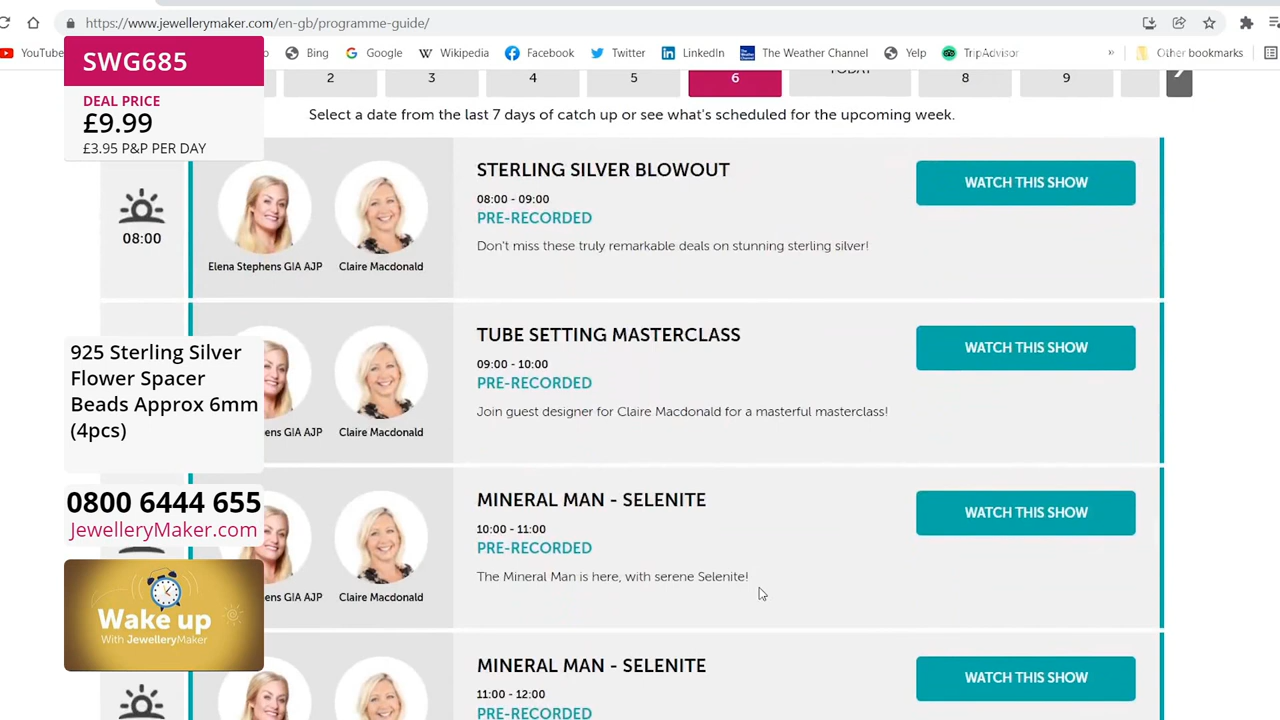 https://www.jewellerymaker.com/en-gb/programme-guide/
YouTube
Bing
Google
Wikipedia
Facebook
Twitter
LinkedIn
The Weather Channel
Yelp
TripAdvisor
»
Other bookmarks
SWG685
DEAL PRICE
£9.99
£3.95 P&P PER DAY
2 3 4 5 6 TODAY 8 9
Select a date from the last 7 days of catch up or see what's scheduled for the upcoming week.
08:00
Elena Stephens GIA AJP
Claire Macdonald
STERLING SILVER BLOWOUT
08:00 - 09:00
PRE-RECORDED
Don't miss these truly remarkable deals on stunning sterling silver!
WATCH THIS SHOW
925 Sterling Silver
Flower Spacer
Beads Approx 6mm
(4pcs)
ens GIA AJP
Claire Macdonald
TUBE SETTING MASTERCLASS
09:00 - 10:00
PRE-RECORDED
Join guest designer for Claire Macdonald for a masterful masterclass!
WATCH THIS SHOW
0800 6444 655
JewelleryMaker.com
ens GIA AJP
Claire Macdonald
MINERAL MAN - SELENITE
10:00 - 11:00
PRE-RECORDED
The Mineral Man is here, with serene Selenite!
WATCH THIS SHOW
Wake up
With JewelleryMaker
MINERAL MAN - SELENITE
11:00 - 12:00
PRE-RECORDED
WATCH THIS SHOW